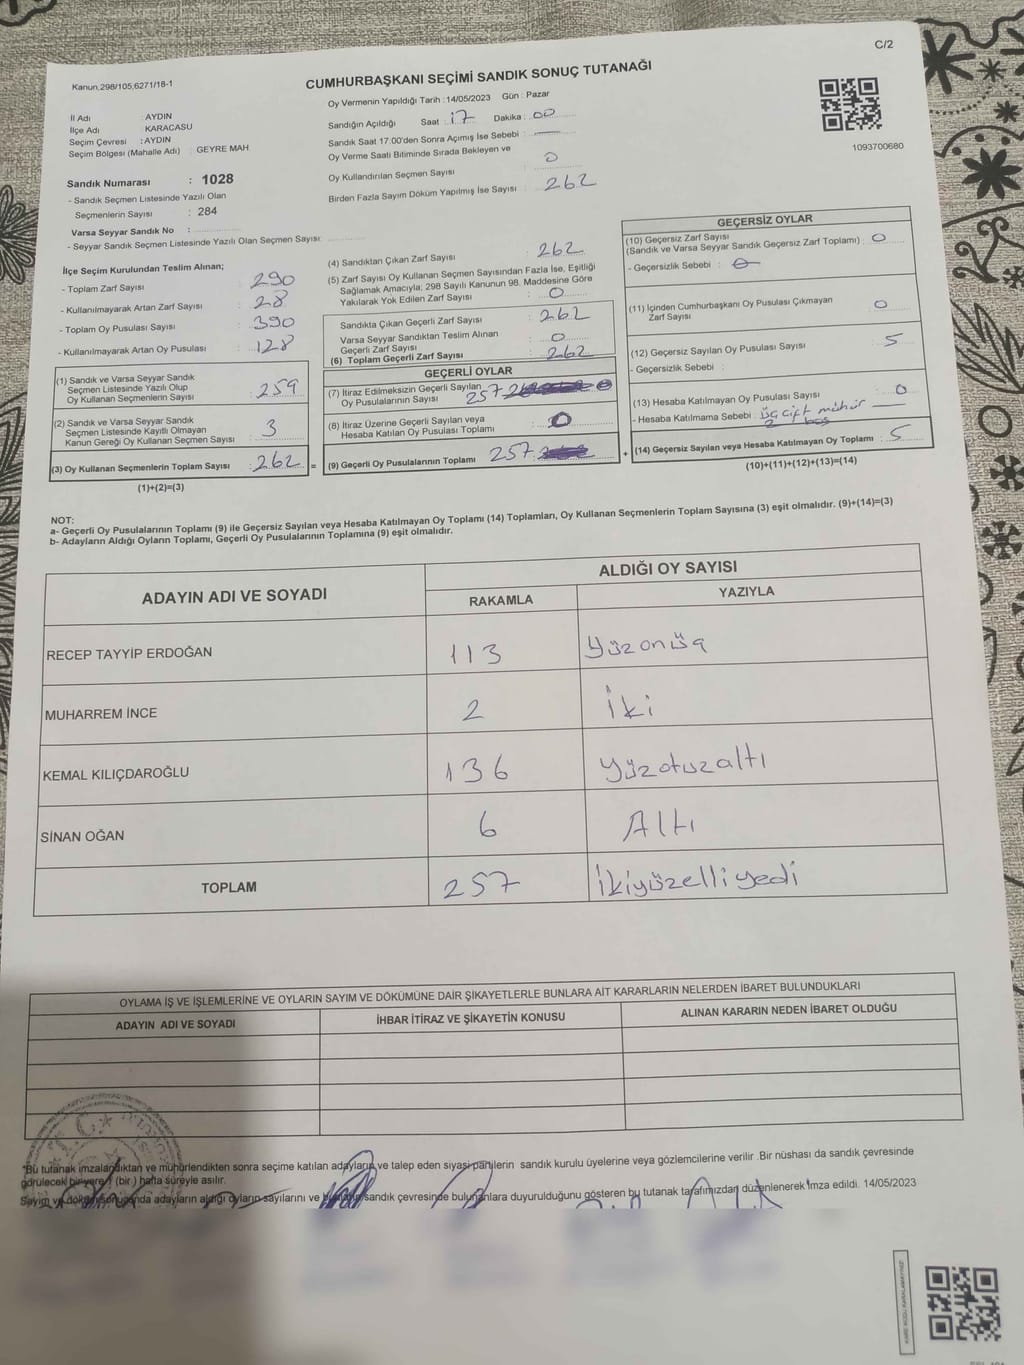 C/2
Kanun,298/105,6271/18-1
CUMHURBAŞKANI SEÇİMİ SANDIK SONUÇ TUTANAĞI
İl Adı : AYDIN
İlçe Adı : KARACASU
Seçim Çevresi : AYDIN
Seçim Bölgesi (Mahalle Adı) : GEYRE MAH
Sandık Numarası : 1028
- Sandık Seçmen Listesinde Yazılı Olan
Seçmenlerin Sayısı : 284
Varsa Seyyar Sandık No :
- Seyyar Sandık Seçmen Listesinde Yazılı Olan Seçmen Sayısı:
Oy Vermenin Yapıldığı Tarih : 14/05/2023 Gün : Pazar
Sandığın Açıldığı Saat : 17 Dakika : 00
Sandık Saat 17:00'den Sonra Açımış İse Sebebi :
Oy Verme Saati Bitiminde Sırada Bekleyen ve
Oy Kullandırılan Seçmen Sayısı : 0
Birden Fazla Sayım Döküm Yapılmış İse Sayısı : 262
1093700680
İlçe Seçim Kurulundan Teslim Alınan;
- Toplam Zarf Sayısı : 290
- Kullanılmayarak Artan Zarf Sayısı : 28
- Toplam Oy Pusulası Sayısı : 390
- Kullanılmayarak Artan Oy Pusulası : 128
(1) Sandık ve Varsa Seyyar Sandık
Seçmen Listesinde Yazılı Olup
Oy Kullanan Seçmenlerin Sayısı : 259
(2) Sandık ve Varsa Seyyar Sandık
Seçmen Listesinde Kayıtlı Olmayan
Kanun Gereği Oy Kullanan Seçmen Sayısı : 3
(3) Oy Kullanan Seçmenlerin Toplam Sayısı : 262 =
(1)+(2)=(3)
(4) Sandıktan Çıkan Zarf Sayısı : 262
(5) Zarf Sayısı Oy Kullanan Seçmen Sayısından Fazla İse, Eşitliği
Sağlamak Amacıyla; 298 Sayılı Kanunun 98. Maddesine Göre
Yakılarak Yok Edilen Zarf Sayısı : 0
Sandıkta Çıkan Geçerli Zarf Sayısı : 262
Varsa Seyyar Sandıktan Teslim Alınan
Geçerli Zarf Sayısı : 0
(6) Toplam Geçerli Zarf Sayısı : 262
GEÇERLİ OYLAR
(7) İtiraz Edilmeksizin Geçerli Sayılan
Oy Pusulalarının Sayısı : 257
(8) İtiraz Üzerine Geçerli Sayılan veya
Hesaba Katılan Oy Pusulası Toplamı : 0
(9) Geçerli Oy Pusulalarının Toplamı : 257 +
GEÇERSİZ OYLAR
(10) Geçersiz Zarf Sayısı
(Sandık ve Varsa Seyyar Sandık Geçersiz Zarf Toplamı) : 0
- Geçersizlik Sebebi : 0
(11) İçinden Cumhurbaşkanı Oy Pusulası Çıkmayan
Zarf Sayısı : 0
(12) Geçersiz Sayılan Oy Pusulası Sayısı : 5
- Geçersizlik Sebebi :
(13) Hesaba Katılmayan Oy Pusulası Sayısı : 0
- Hesaba Katılmama Sebebi : üç çift mühür
2 boş
(14) Geçersiz Sayılan veya Hesaba Katılmayan Oy Toplamı : 5
(10)+(11)+(12)+(13)=(14)
NOT:
a- Geçerli Oy Pusulalarının Toplamı (9) ile Geçersiz Sayılan veya Hesaba Katılmayan Oy Toplamı (14) Toplamları, Oy Kullanan Seçmenlerin Toplam Sayısına (3) eşit olmalıdır. (9)+(14)=(3)
b- Adayların Aldığı Oyların Toplamı, Geçerli Oy Pusulalarının Toplamına (9) eşit olmalıdır.
ADAYIN ADI VE SOYADI
ALDIĞI OY SAYISI
RAKAMLA YAZIYLA
RECEP TAYYİP ERDOĞAN 113 Yüzonüç
MUHARREM İNCE 2 İki
KEMAL KILIÇDAROĞLU 136 Yüzotuzaltı
SİNAN OĞAN 6 Altı
TOPLAM 257 İkiyüzelliyedi
OYLAMA İŞ VE İŞLEMLERİNE VE OYLARIN SAYIM VE DÖKÜMÜNE DAİR ŞİKAYETLERLE BUNLARA AİT KARARLARIN NELERDEN İBARET BULUNDUKLARI
ADAYIN ADI VE SOYADI İHBAR İTİRAZ VE ŞİKAYETİN KONUSU ALINAN KARARIN NEDEN İBARET OLDUĞU
*Bu tutanak imzalandıktan ve mühürlendikten sonra seçime katılan adayların ve talep eden siyasi partilerin sandık kurulu üyelerine veya gözlemcilerine verilir .Bir nüshası da sandık çevresinde
görülecek bir yere 1 (bir ) hafta süreyle asılır.
Sayım ve döküm sonucunda adayların aldığı oyların sayılarını ve bunların sandık çevresinde bulunanlara duyurulduğunu gösteren bu tutanak tarafımızdan düzenlenerek imza edildi. 14/05/2023